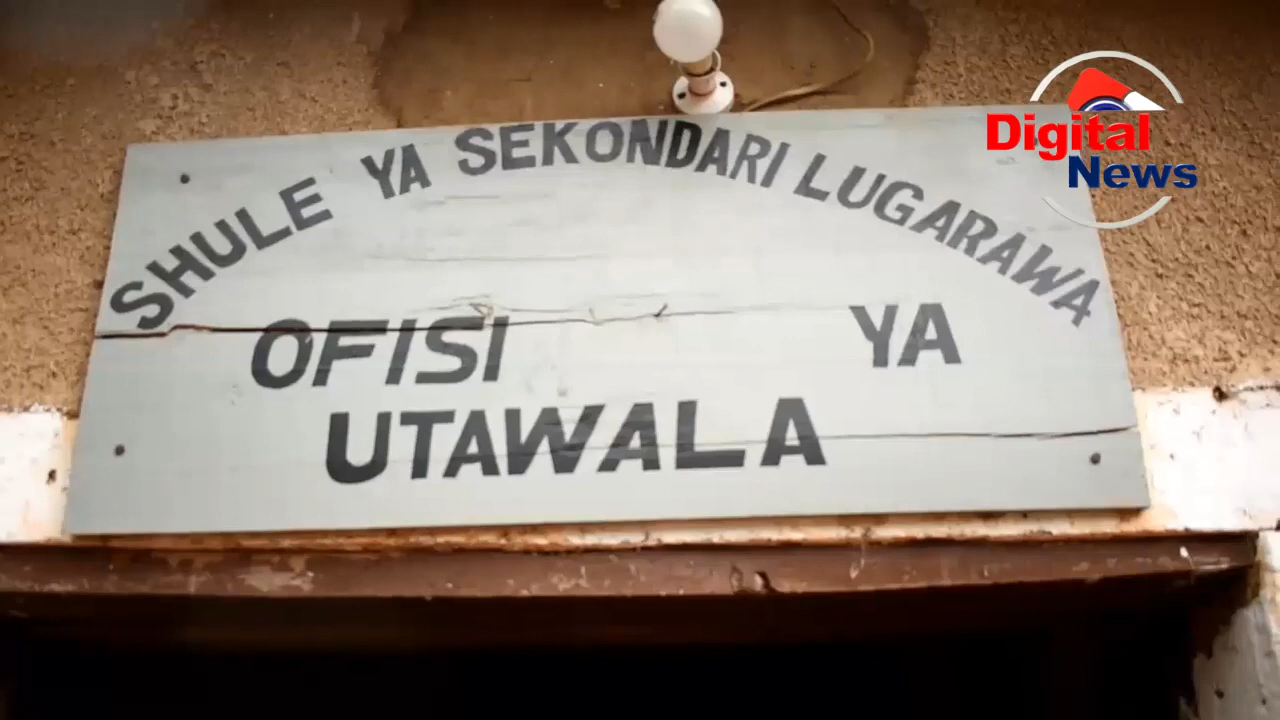 SHULE YA SEKONDARI LUGARAWA
OFISI YA
UTAWALA
Digital
News